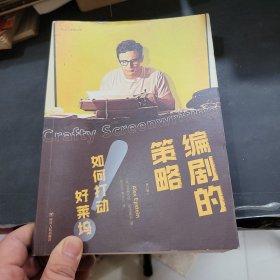 Crafty Screenwriting
编剧的
策略
如何打动
好莱坞
Alex Epstein